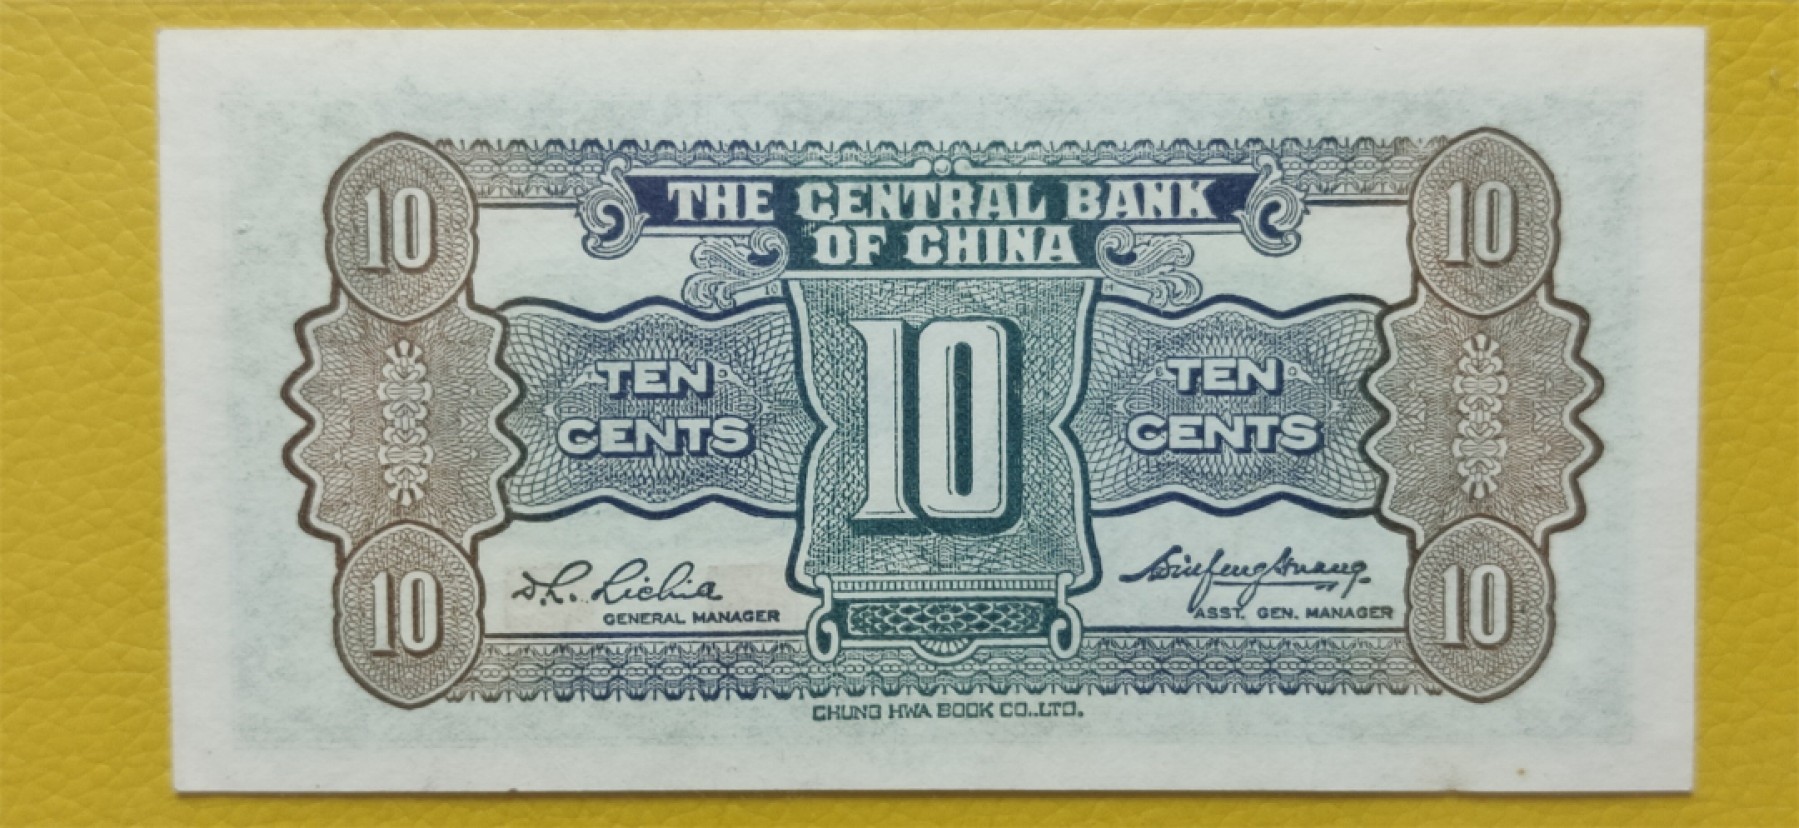 THE CENTRAL BANK
OF CHINA
10
10
10
TEN
CENTS
TEN
CENTS
GENERAL MANAGER
ASST. GEN. MANAGER
10
10
CHUNG HWA BOOK CO.,LTD.